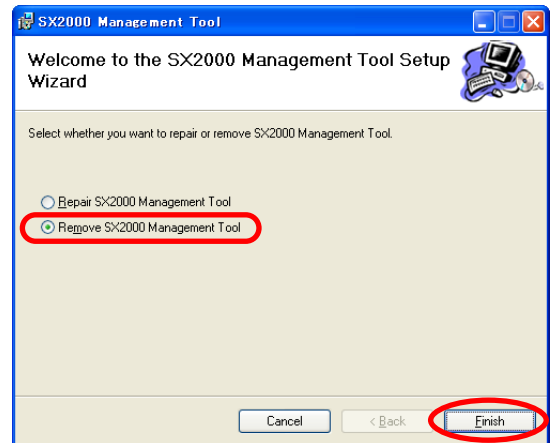 SX2000 Management Tool
Welcome to the SX2000 Management Tool Setup
Wizard
Select whether you want to repair or remove SX2000 Management Tool.
Repair SX2000 Management Tool
Remove SX2000 Management Tool
Cancel
< Back
Finish